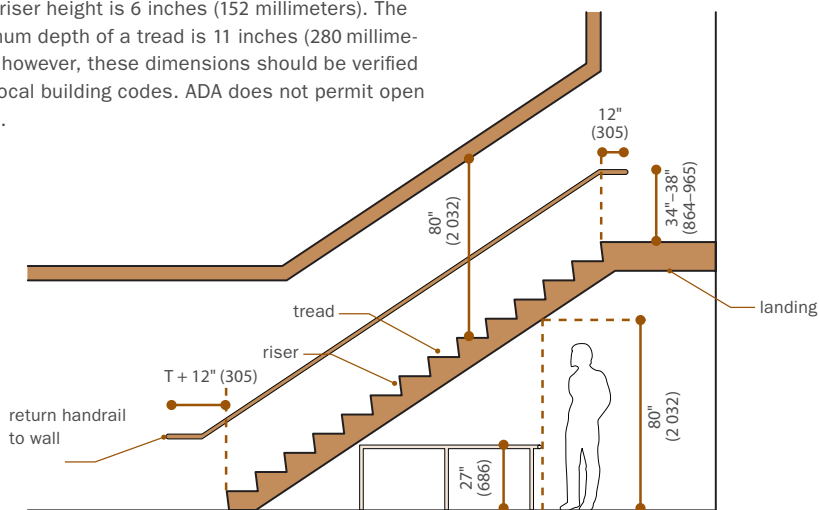 riser height is 6 inches (152 millimeters). The
num depth of a tread is 11 inches (280 millime-
however, these dimensions should be verified
ocal building codes. ADA does not permit open
.
12"
(305)
34"–38"
(864–965)
80"
(2 032)
landing
tread
riser
T + 12" (305)
return handrail
to wall
80"
(2 032)
27"
(686)